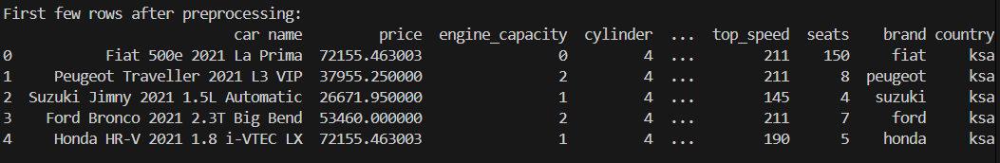 First few rows after preprocessing:
car name price engine_capacity cylinder ... top_speed seats brand country
0 Fiat 500e 2021 La Prima 72155.463003 0 4 ... 211 150 fiat ksa
1 Peugeot Traveller 2021 L3 VIP 37955.250000 2 4 ... 211 8 peugeot ksa
2 Suzuki Jimny 2021 1.5L Automatic 26671.950000 1 4 ... 145 4 suzuki ksa
3 Ford Bronco 2021 2.3T Big Bend 53460.000000 2 4 ... 211 7 ford ksa
4 Honda HR-V 2021 1.8 i-VTEC LX 72155.463003 1 4 ... 190 5 honda ksa